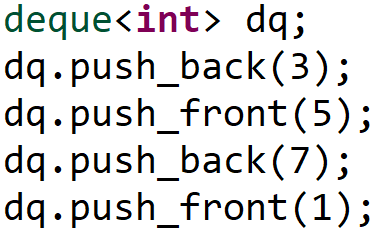 deque<int> dq;
dq.push_back(3);
dq.push_front(5);
dq.push_back(7);
dq.push_front(1);